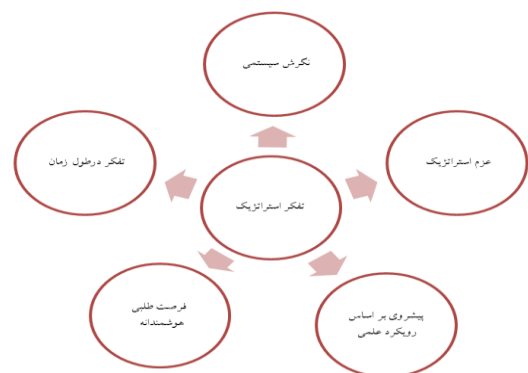 نگرش سیستمی
عزم استراتژیک
تفکر درطول زمان
تفکر استراتژیک
فرصت طلبی
هوشمندانه
پیشروی بر اساس
رویکرد علمی